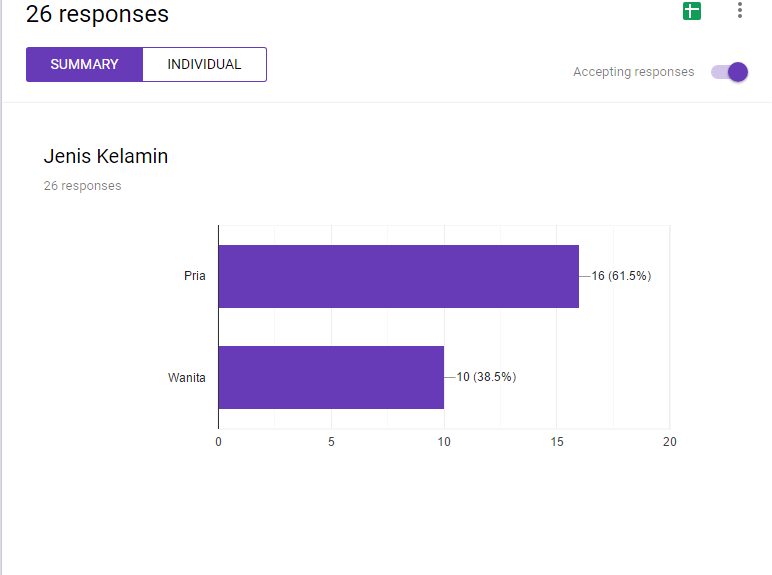 26 responses
SUMMARY
INDIVIDUAL
Accepting responses
Jenis Kelamin
26 responses
Pria
16 (61.5%)
Wanita
10 (38.5%)
0
5
10
15
20